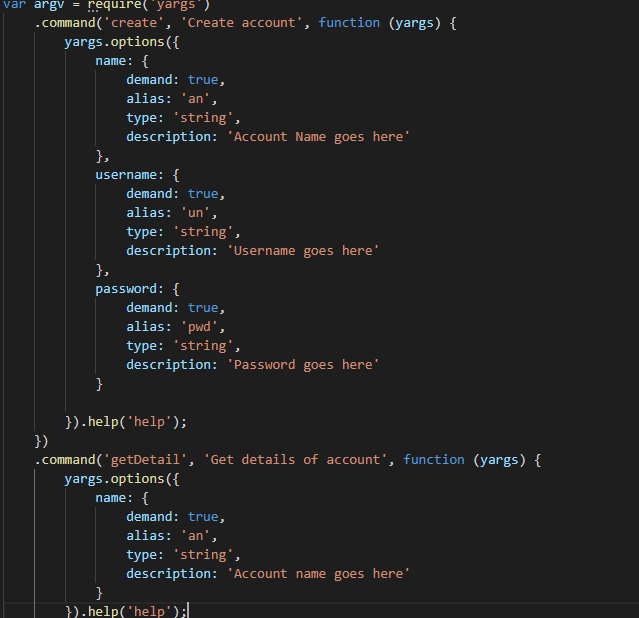 var argv = require('yargs')
.command('create', 'Create account', function (yargs) {
yargs.options({
name: {
demand: true,
alias: 'an',
type: 'string',
description: 'Account Name goes here'
},
username: {
demand: true,
alias: 'un',
type: 'string',
description: 'Username goes here'
},
password: {
demand: true,
alias: 'pwd',
type: 'string',
description: 'Password goes here'
}
}).help('help');
})
.command('getDetail', 'Get details of account', function (yargs) {
yargs.options({
name: {
demand: true,
alias: 'an',
type: 'string',
description: 'Account name goes here'
}
}).help('help');